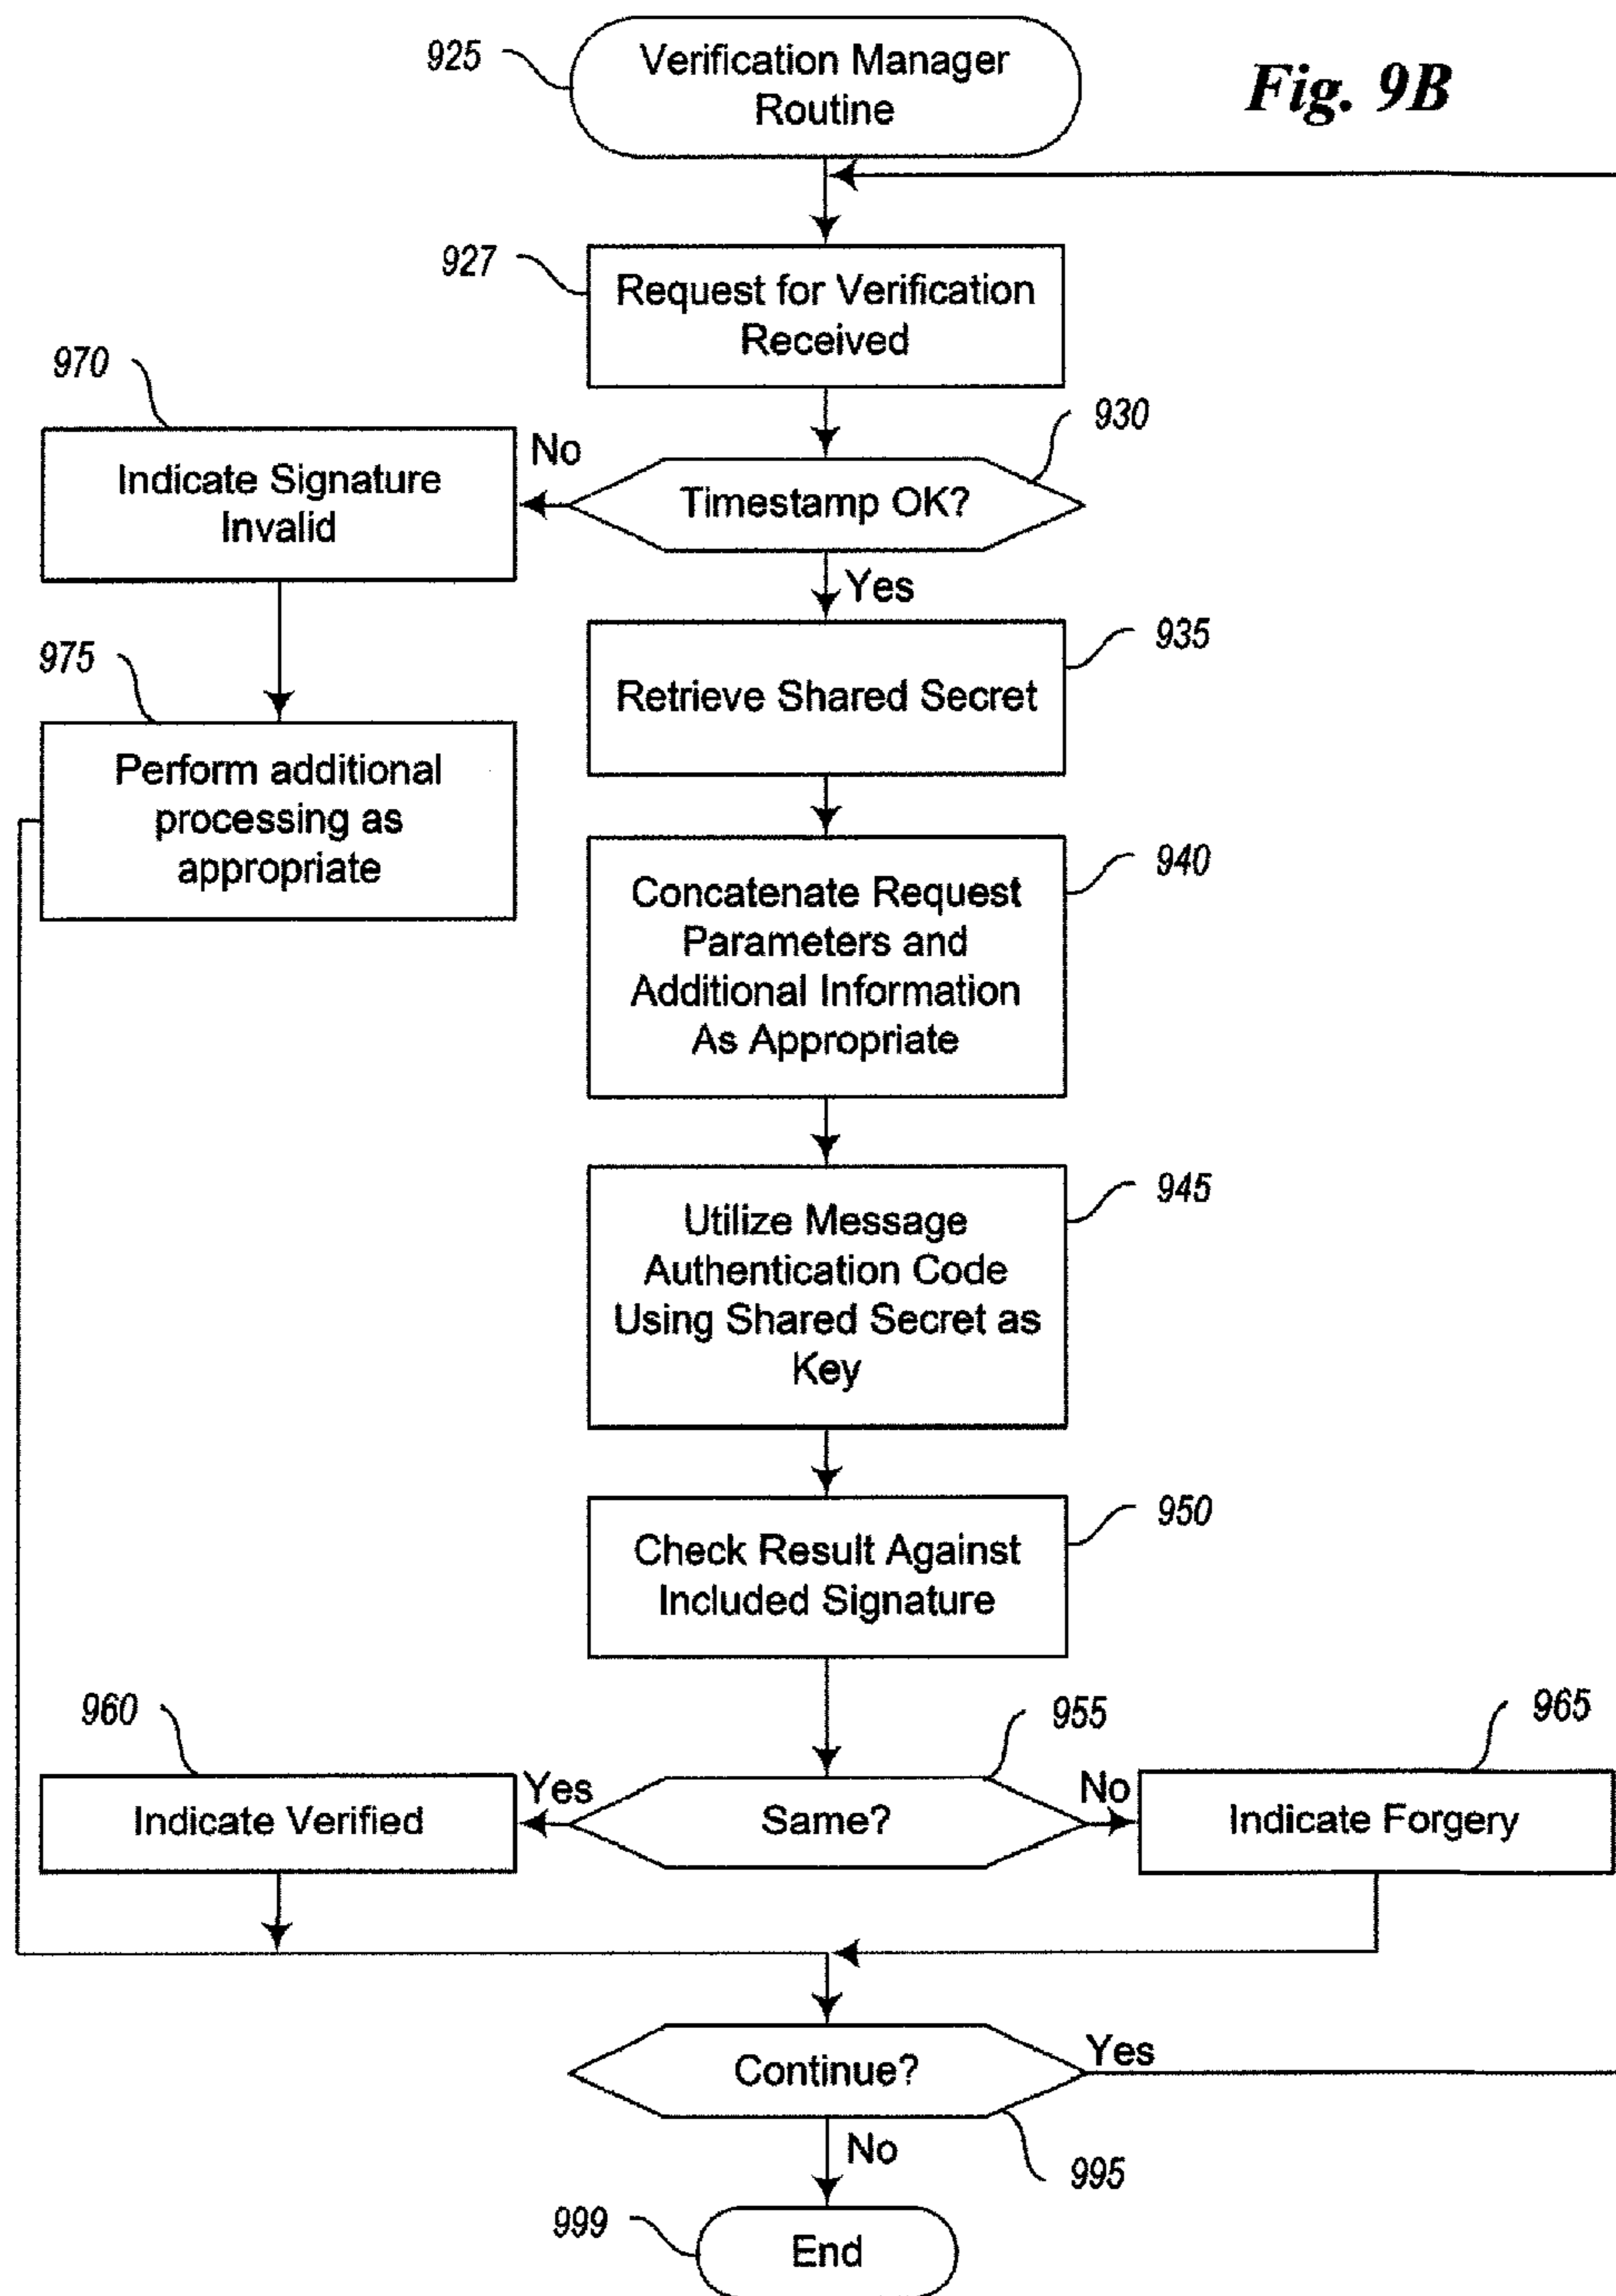 925
Verification Manager
Routine
Fig. 9B
927
Request for Verification
Received
970
930
Indicate Signature
Invalid
No
Timestamp OK?
Yes
935
Retrieve Shared Secret
975
Perform additional
processing as
appropriate
940
Concatenate Request
Parameters and
Additional Information
As Appropriate
945
Utilize Message
Authentication Code
Using Shared Secret as
Key
950
Check Result Against
Included Signature
960
955
965
Indicate Verified
Yes
Same?
No
Indicate Forgery
Continue?
Yes
No
995
999
End